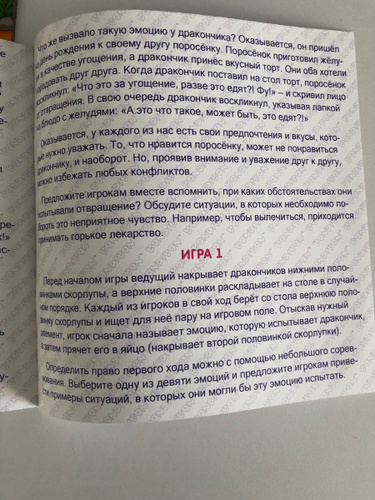 Что же вызвало такую эмоцию у дракончика? Оказывается, он пришёл
день рождения к своему другу поросёнку. Поросёнок приготовил жёлу-
в качестве угощения, а дракончик принёс вкусный торт. Они оба хотели
порадовать друг друга. Когда дракончик поставил на стол торт, поросёнок
воскликнул: «Что это за угощение, разве это едят?! Фу!» – и скривил лицо
от отвращения. В свою очередь дракончик воскликнул, указывая лапкой
на блюдо с желудями: «А это что такое, может быть, это едят?!»
Оказывается, у каждого из нас есть свои предпочтения и вкусы, кото-
рые нужно уважать. То, что нравится поросёнку, может не понравиться
дракончику, и наоборот. Но, проявив внимание и уважение друг к другу,
можно избежать любых конфликтов.
Предложите игрокам вместе вспомнить, при каких обстоятельствах они
испытывали отвращение? Обсудите ситуации, в которых необходимо по-
бороть это неприятное чувство. Например, чтобы вылечиться, приходится
принимать горькое лекарство.
ИГРА 1
Перед началом игры ведущий накрывает дракончиков нижними поло-
винками скорлупы, а верхние половинки раскладывает на столе в случай-
ном порядке. Каждый из игроков в свой ход берёт со стола верхнюю поло-
винку скорлупы и ищет для неё пару на игровом поле. Отыскав нужный
элемент, игрок сначала называет эмоцию, которую испытывает дракончик,
а затем прячет его в яйцо (накрывает второй половинкой скорлупки).
Определить право первого хода можно с помощью небольшого сорев-
нования. Выберите одну из девяти эмоций и предложите игрокам приве-
сти примеры ситуаций, в которых они могли бы эту эмоцию испытать.